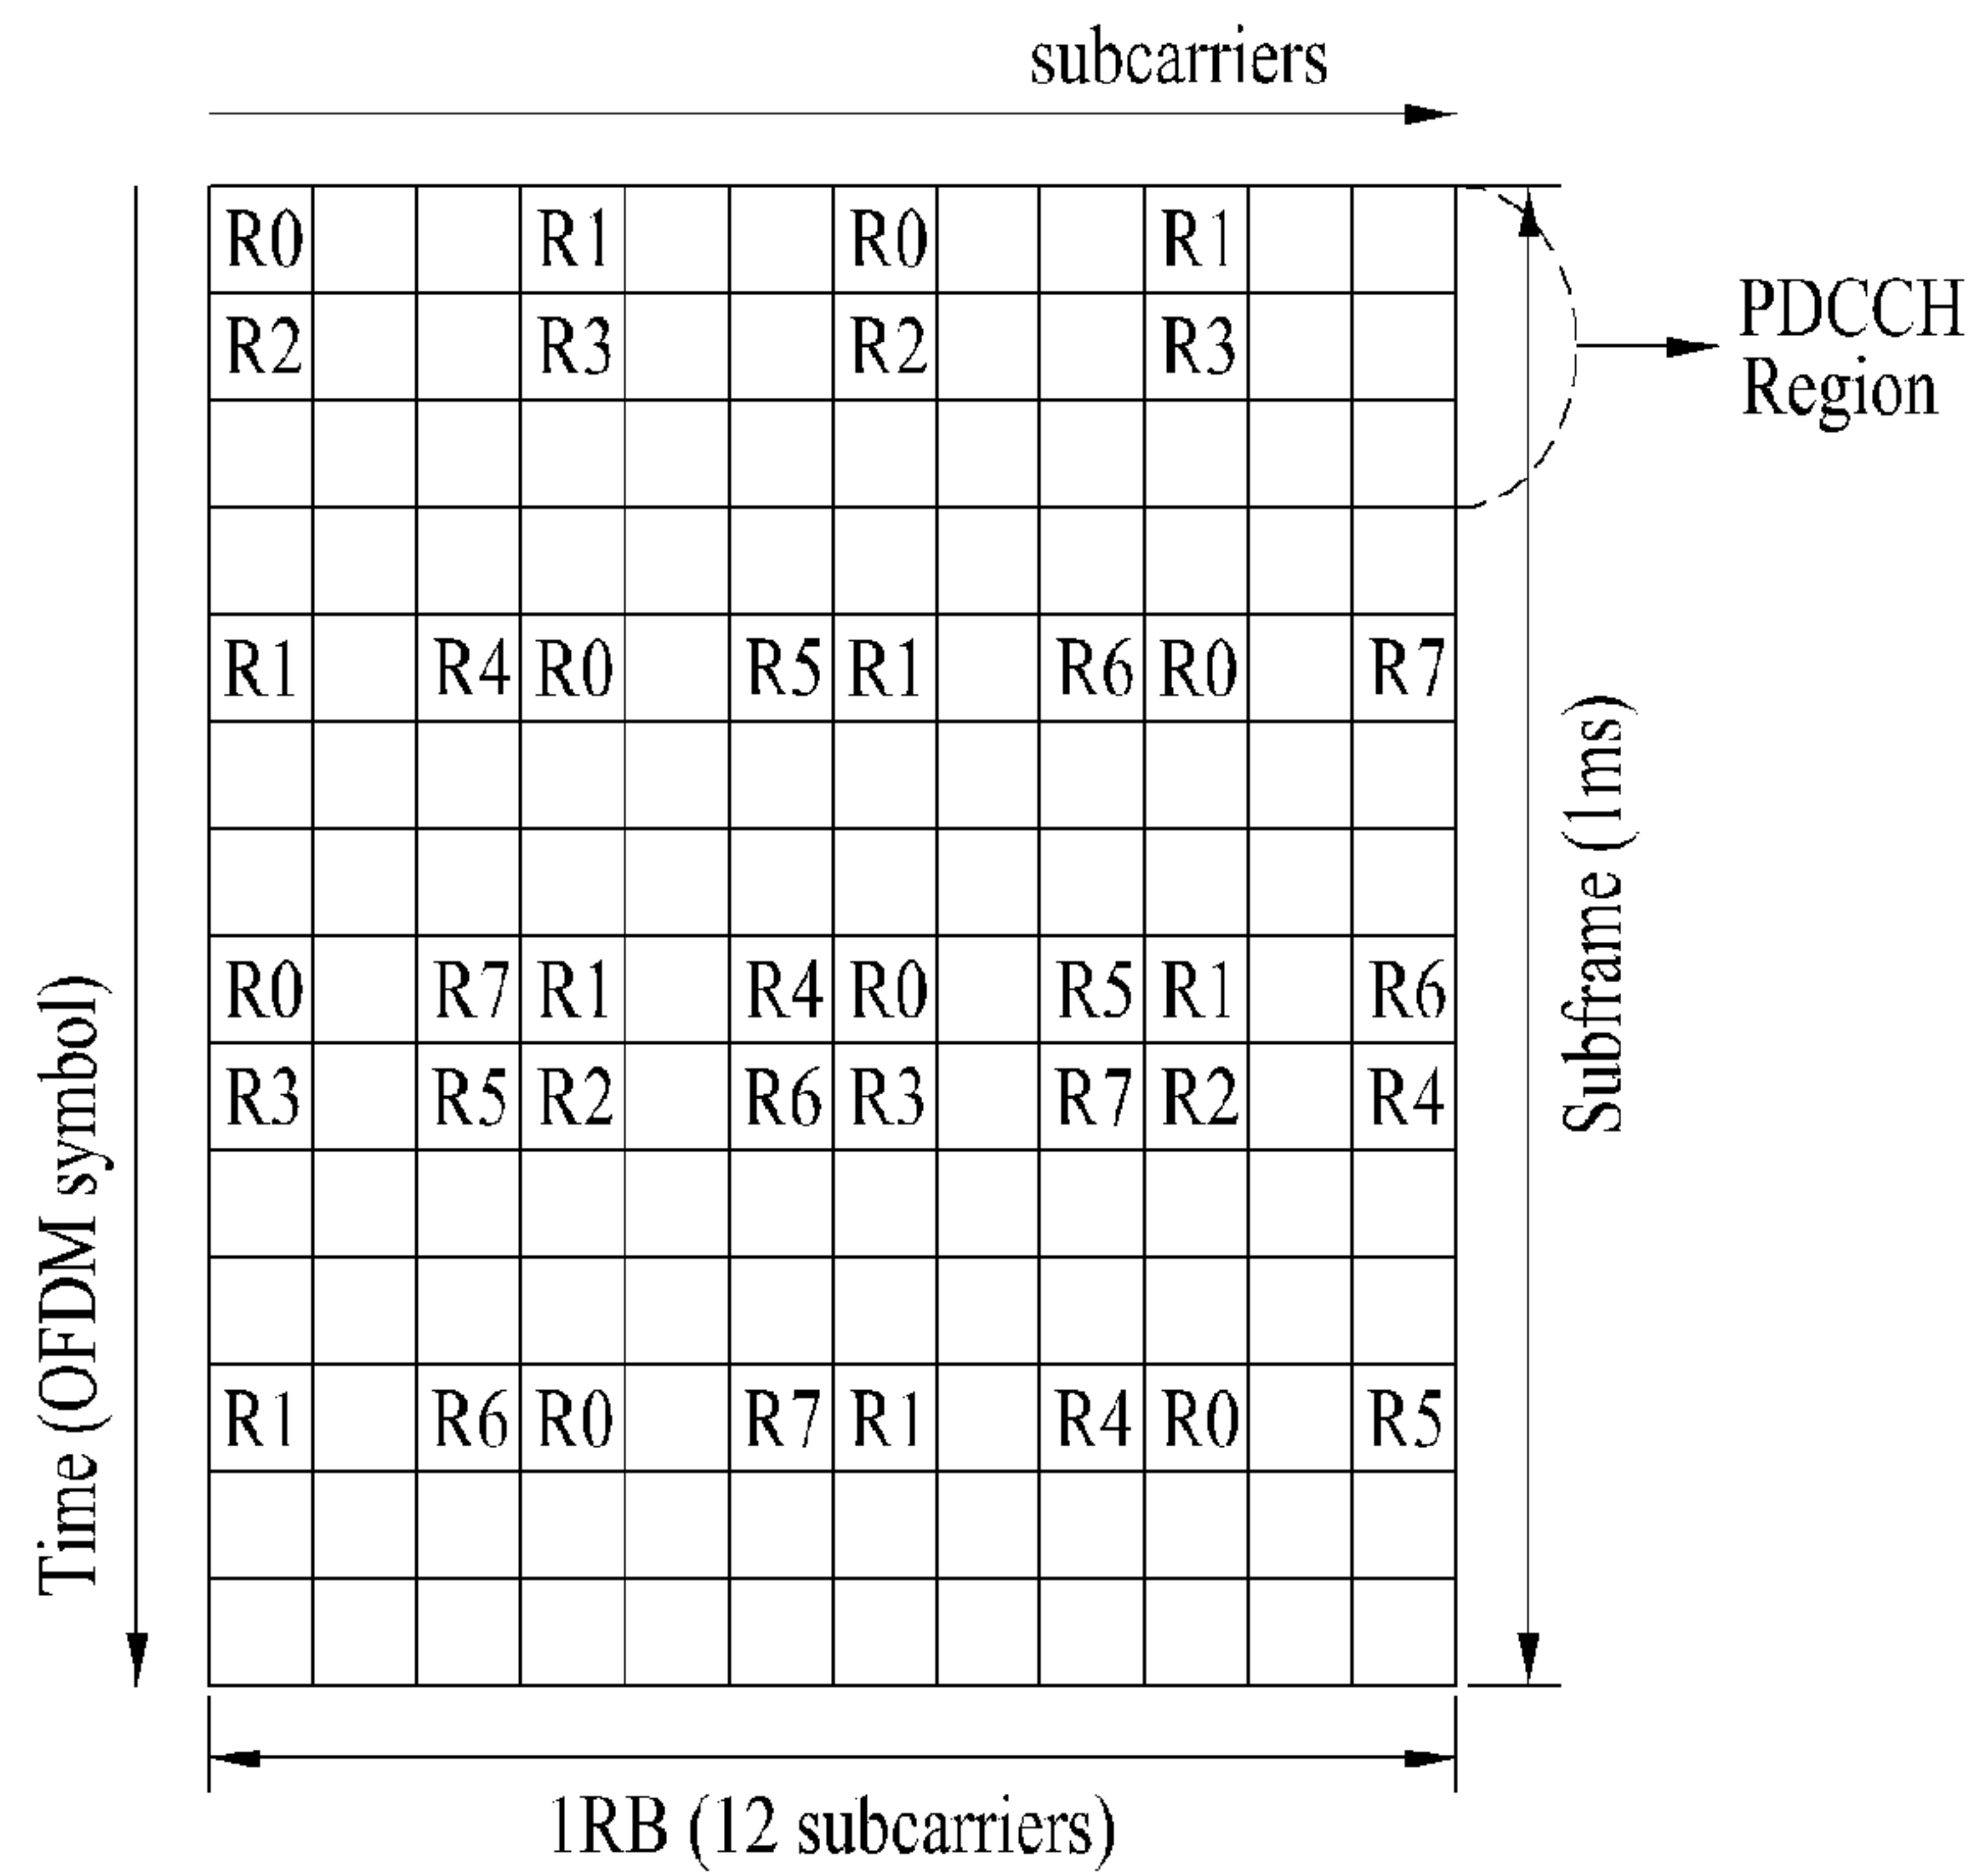 subcarriers
R0 R1 R0 R1
R2 R3 R2 R3
PDCCH
Region
R1 R4 R0 R5 R1 R6 R0 R7
R0 R7 R1 R4 R0 R5 R1 R6
R3 R5 R2 R6 R3 R7 R2 R4
R1 R6 R0 R7 R1 R4 R0 R5
Time (OFDM symbol)
Subframe (1ms)
1RB (12 subcarriers)